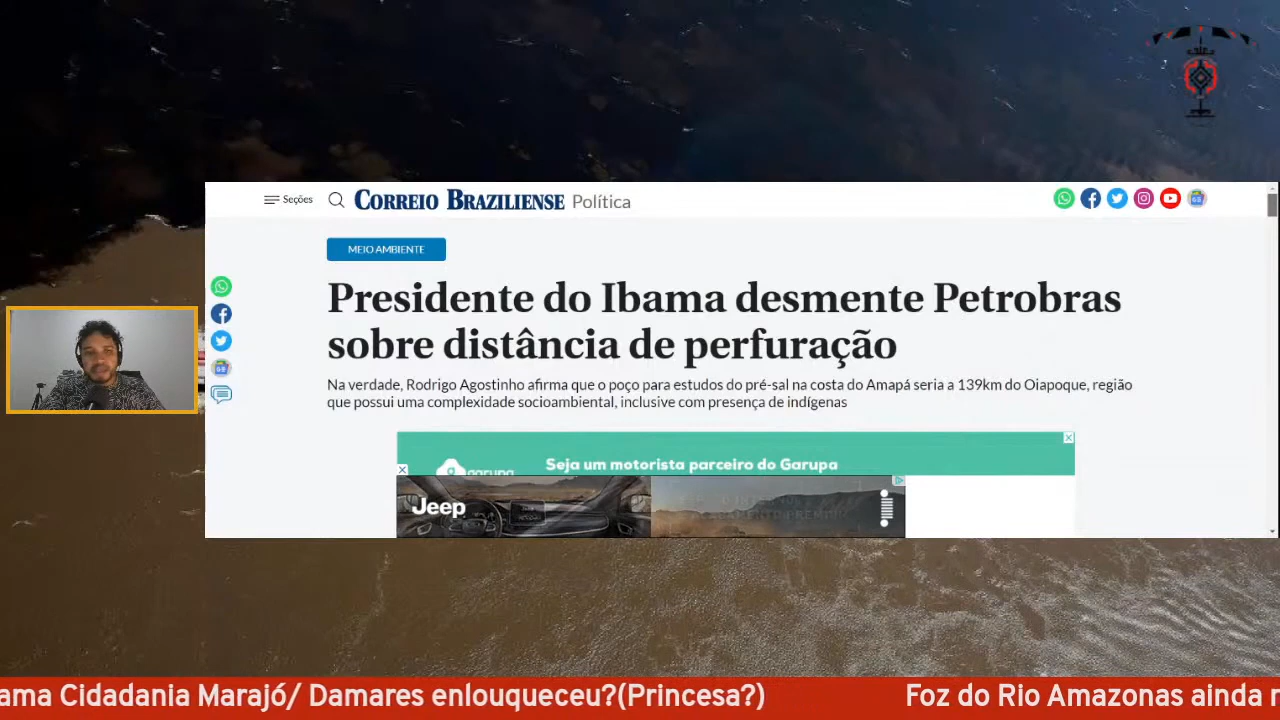 Seções CORREIO BRAZILIENSE Política
MEIO AMBIENTE
Presidente do Ibama desmente Petrobras
sobre distância de perfuração
Na verdade, Rodrigo Agostinho afirma que o poço para estudos do pré-sal na costa do Amapá seria a 139km do Oiapoque, região
que possui uma complexidade socioambiental, inclusive com presença de indígenas
garupa Seja um motorista parceiro do Garupa
Jeep
ama Cidadania Marajó/ Damares enlouqueceu?(Princesa?) Foz do Rio Amazonas ainda